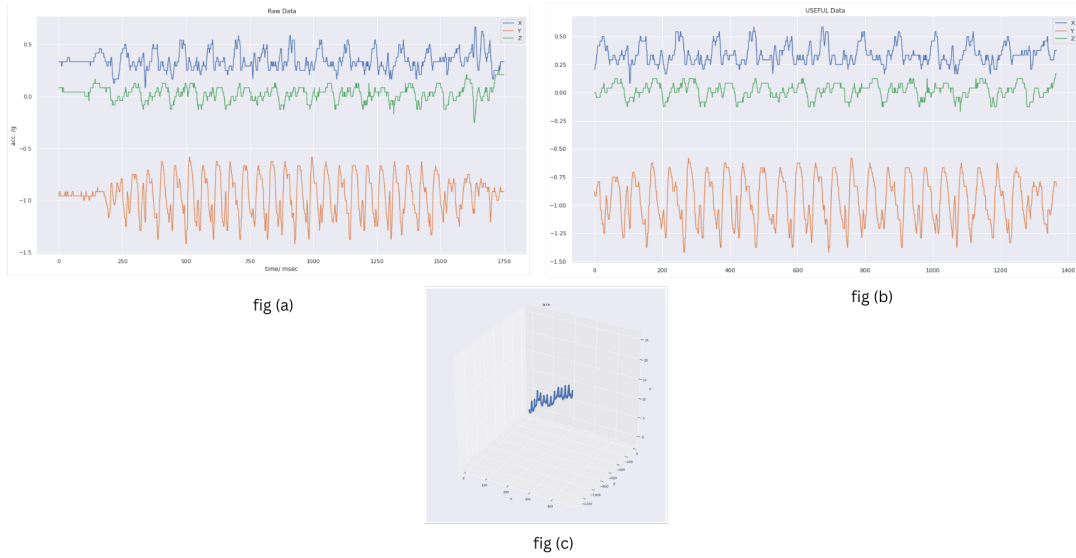 Raw Data
X
Y
Z
0.5
0.0
−0.5
−1.0
−1.5
acc. /g
0
250
500
750
1000
1250
1500
1750
time/ msec
fig (a)
USEFUL Data
X
Y
Z
0.50
0.25
0.00
−0.25
−0.50
−0.75
−1.00
−1.25
−1.50
0
200
400
600
800
1000
1200
1400
fig (b)
fig (c)